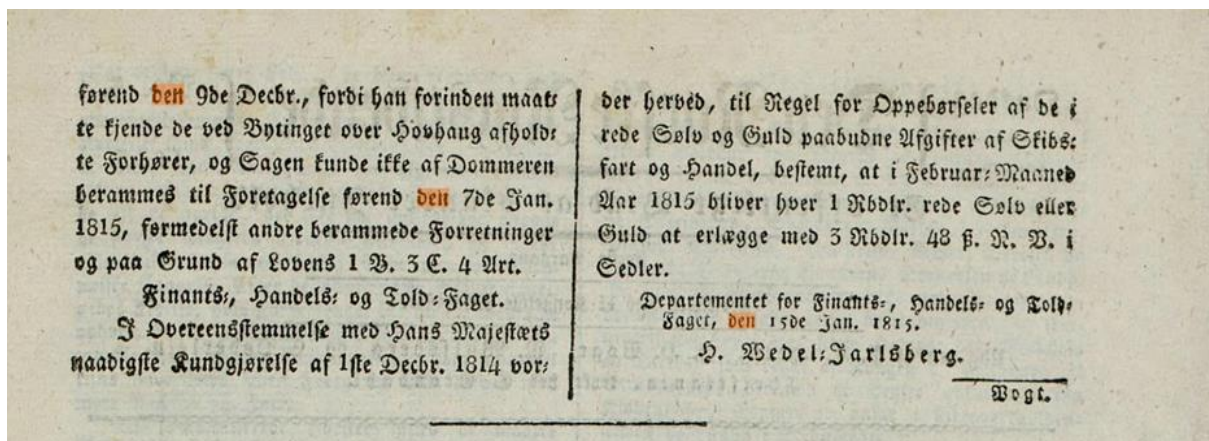 førend den 9de Decbr., fordi han forinden maat⸗
te kjende de ved Bytinget over Hovhaug afhold⸗
te Forhører, og Sagen kunde ikke af Dommeren
berammes til Foretagelse førend den 7de Jan.
1815, formedelst andre berammede Forretninger
og paa Grund af Lovens 1 B. 3 C. 4 Art.
Finants⸗, Handels⸗ og Told⸗Faget.
I Overeensstemmelse med Hans Majestæts
naadigste Kundgjørelse af 1ste Decbr. 1814 vor⸗
der herved, til Regel for Oppebørseler af de i
rede Sølv og Guld paabudne Afgifter af Skibs⸗
fart og Handel, bestemt, at i Februar⸗Maaned
Aar 1815 bliver hver 1 Rbdlr. rede Sølv eller
Guld at erlægge med 3 Rbdlr. 48 ß. N. V. i
Sedler.
Departementet for Finants⸗, Handels⸗ og Told⸗
Faget, den 15de Jan. 1815.
H. Wedel⸗Jarlsberg.
Vogt.